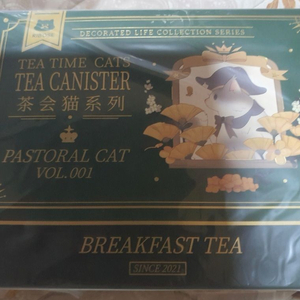 DECORATED LIFE COLLECTION SERIES
TEA TIME CATS
TEA CANISTER
茶会猫系列
PASTORAL CAT
VOL.001
BREAKFAST TEA
SINCE 2021